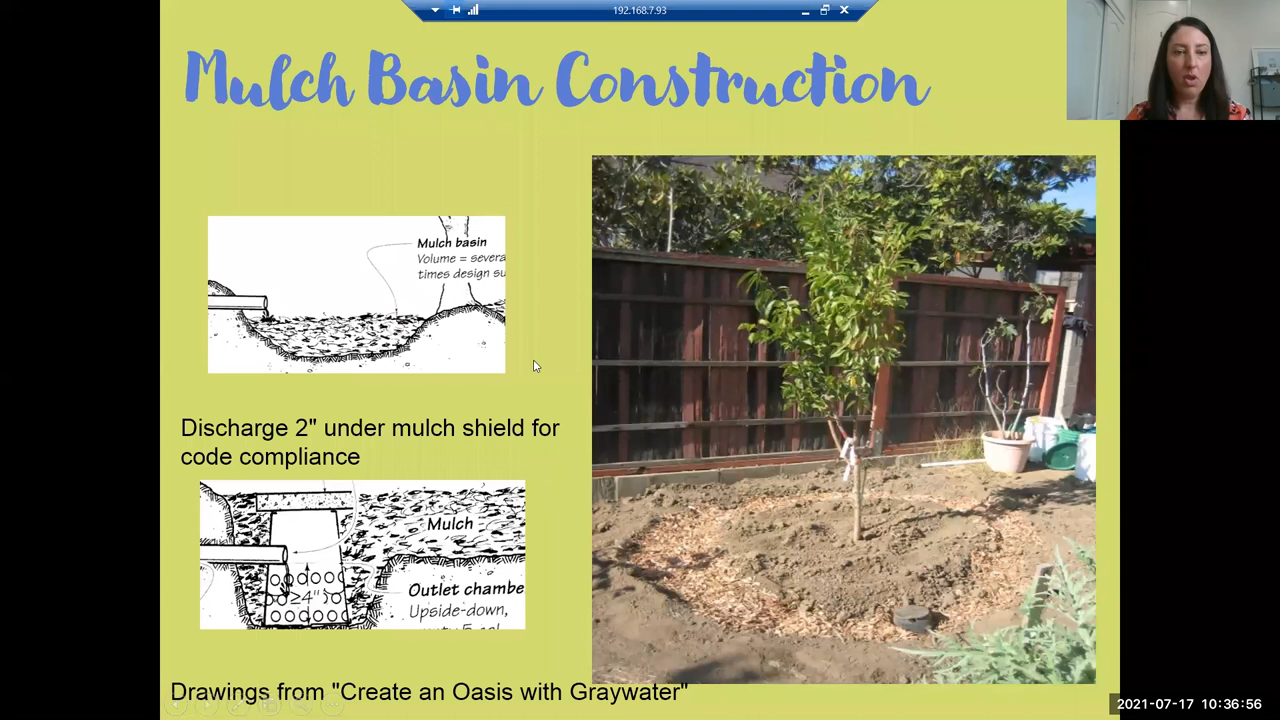 192.168.7.93
Mulch Basin Construction
Mulch basin
Volume = severa
times design su
Discharge 2" under mulch shield for
code compliance
Mulch
≥4"
Outlet chambe
Upside-down,
Drawings from "Create an Oasis with Graywater"
2021-07-17 10:36:56